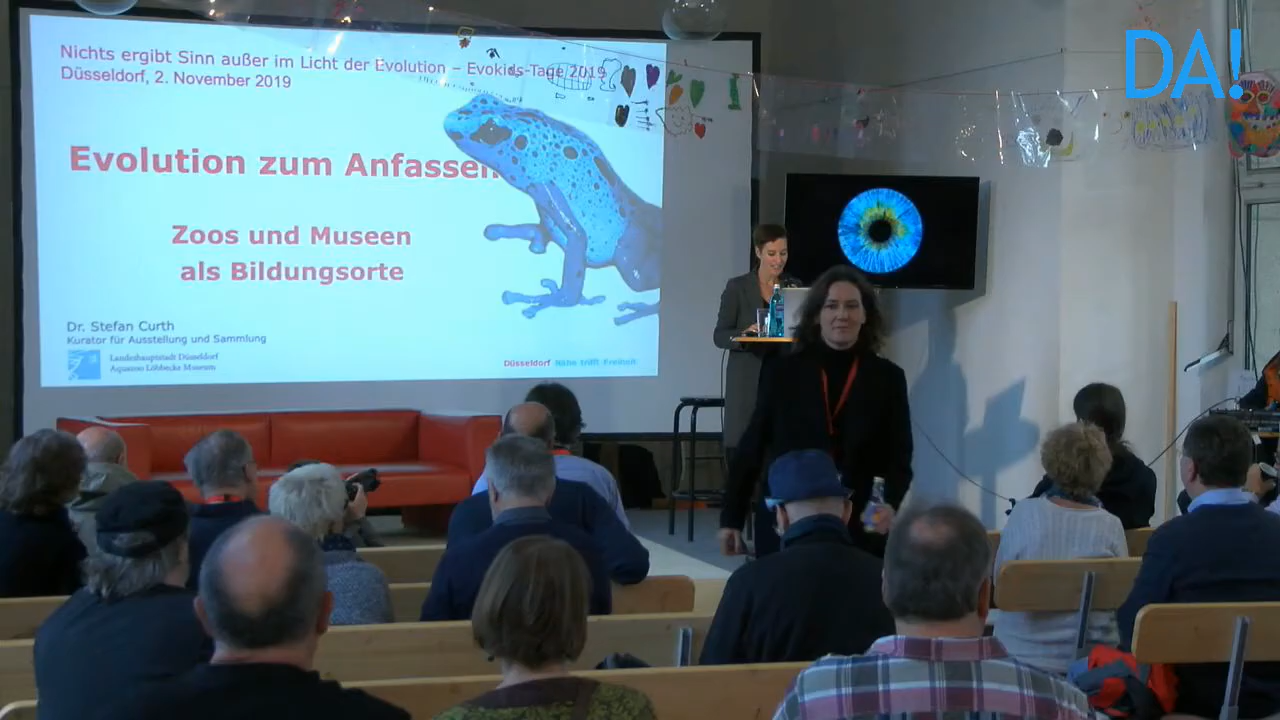 Nichts ergibt Sinn außer im Licht der Evolution – Evokids-Tage 2019
Düsseldorf, 2. November 2019
Evolution zum Anfassen
Zoos und Museen
als Bildungsorte
Dr. Stefan Curth
Kurator für Ausstellung und Sammlung
Landeshauptstadt Düsseldorf
Aquazoo Löbbecke Museum
Düsseldorf Nähe trifft Freiheit
DA!